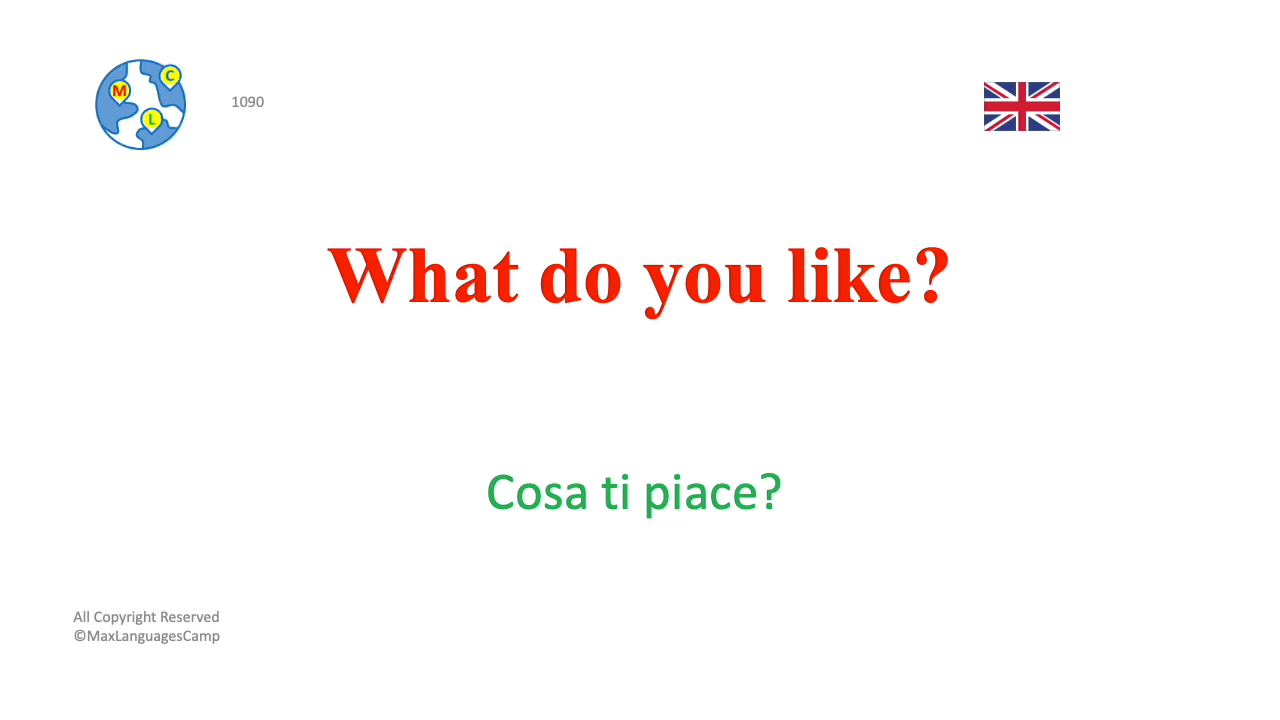 M
C
L
1090
What do you like?
Cosa ti piace?
All Copyright Reserved
©MaxLanguagesCamp